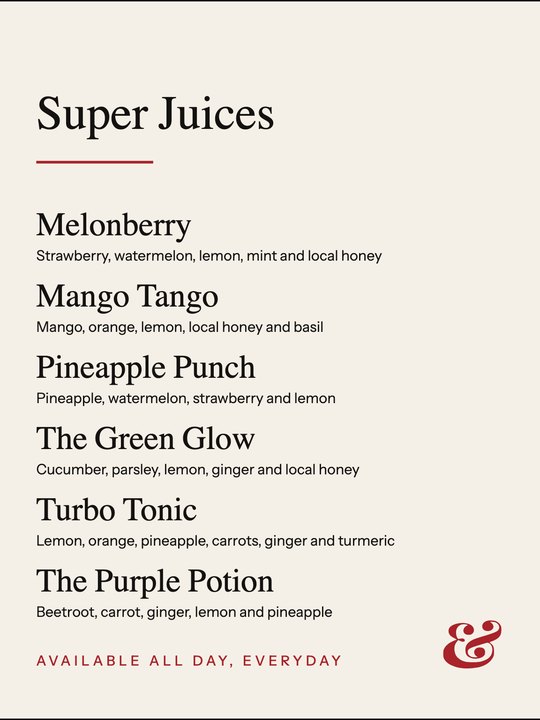 Super Juices
Melonberry
Strawberry, watermelon, lemon, mint and local honey
Mango Tango
Mango, orange, lemon, local honey and basil
Pineapple Punch
Pineapple, watermelon, strawberry and lemon
The Green Glow
Cucumber, parsley, lemon, ginger and local honey
Turbo Tonic
Lemon, orange, pineapple, carrots, ginger and turmeric
The Purple Potion
Beetroot, carrot, ginger, lemon and pineapple
AVAILABLE ALL DAY, EVERYDAY
&